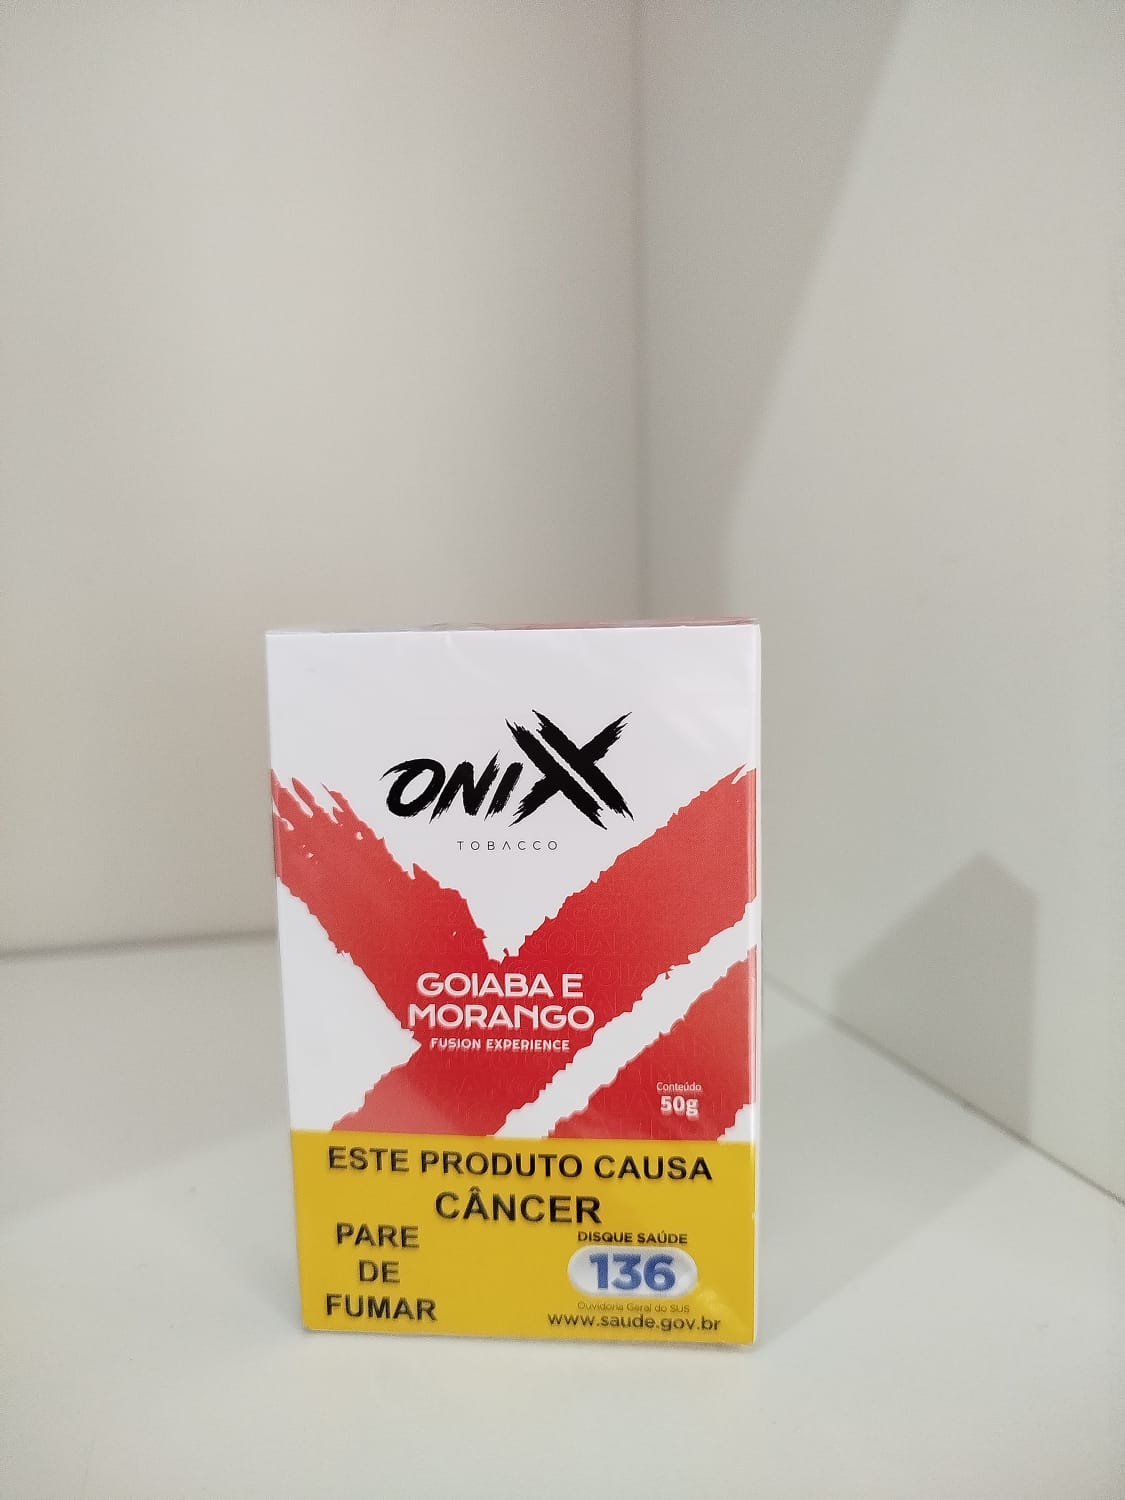 ONIX
TOBACCO
GOIABA E
MORANGO
FUSION EXPERIENCE
Conteúdo
50g
ESTE PRODUTO CAUSA
CÂNCER
PARE
DE
FUMAR
DISQUE SAÚDE
136
Ouvidoria Geral do SUS
www.saude.gov.br